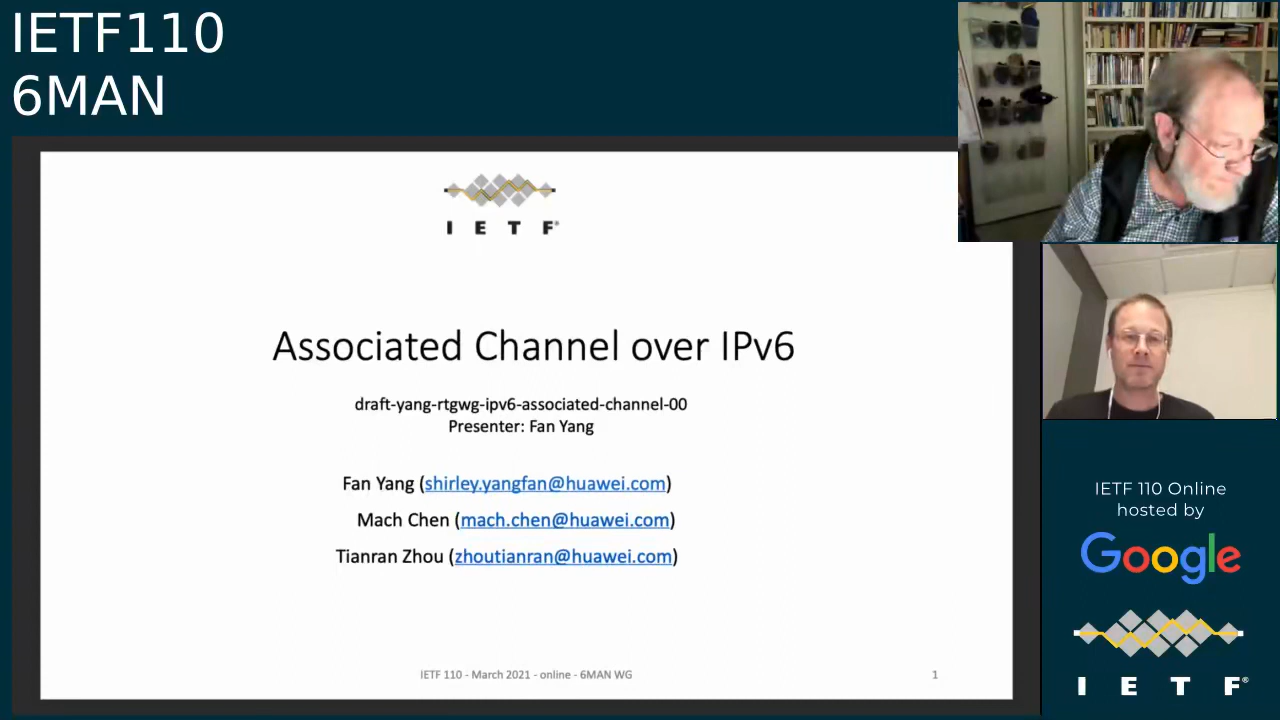 IETF110
6MAN
I E T F®
Associated Channel over IPv6
draft-yang-rtgwg-ipv6-associated-channel-00
Presenter: Fan Yang
Fan Yang (shirley.yangfan@huawei.com)
Mach Chen (mach.chen@huawei.com)
Tianran Zhou (zhoutianran@huawei.com)
IETF 110 - March 2021 - online - 6MAN WG
1
IETF 110 Online
hosted by
Google
I E T F®